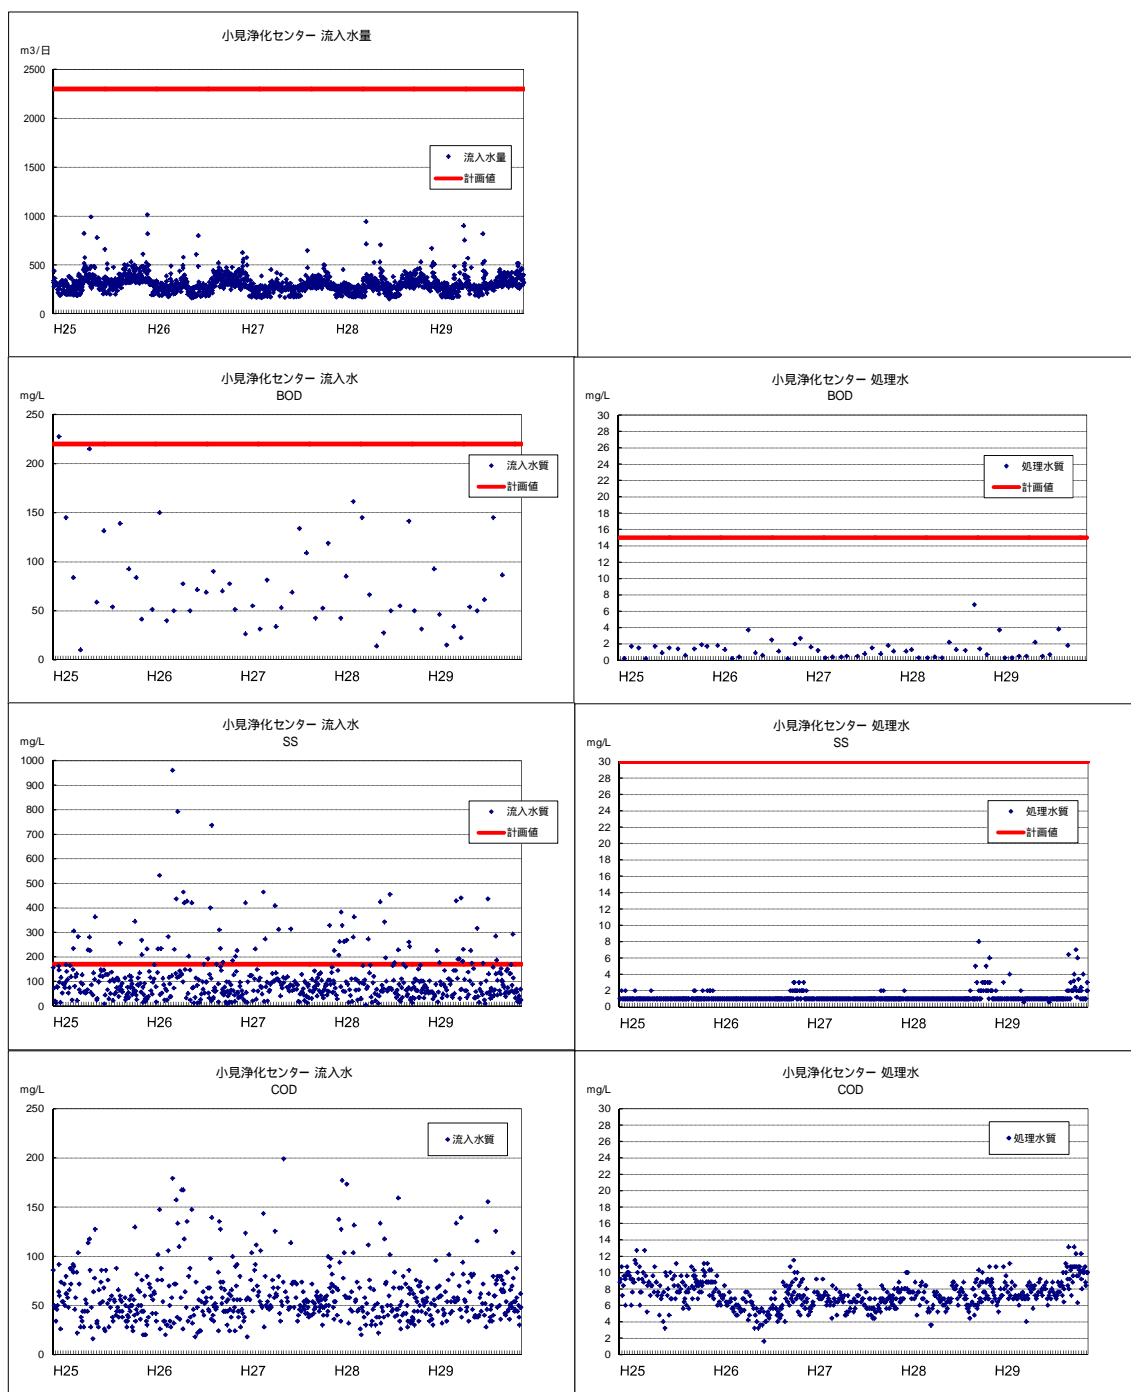 小見浄化センター 流入水量
m3/日
2500
2000
1500
1000
500
0
流入水量
計画値
H25 H26 H27 H28 H29
小見浄化センター 流入水
BOD
mg/L
250
200
150
100
50
0
流入水質
計画値
H25 H26 H27 H28 H29
小見浄化センター 処理水
BOD
mg/L
30
28
26
24
22
20
18
16
14
12
10
8
6
4
2
0
処理水質
計画値
H25 H26 H27 H28 H29
小見浄化センター 流入水
SS
mg/L
1000
900
800
700
600
500
400
300
200
100
0
流入水質
計画値
H25 H26 H27 H28 H29
小見浄化センター 処理水
SS
mg/L
30
28
26
24
22
20
18
16
14
12
10
8
6
4
2
0
処理水質
計画値
H25 H26 H27 H28 H29
小見浄化センター 流入水
COD
mg/L
250
200
150
100
50
0
流入水質
H25 H26 H27 H28 H29
小見浄化センター 処理水
COD
mg/L
30
28
26
24
22
20
18
16
14
12
10
8
6
4
2
0
処理水質
H25 H26 H27 H28 H29